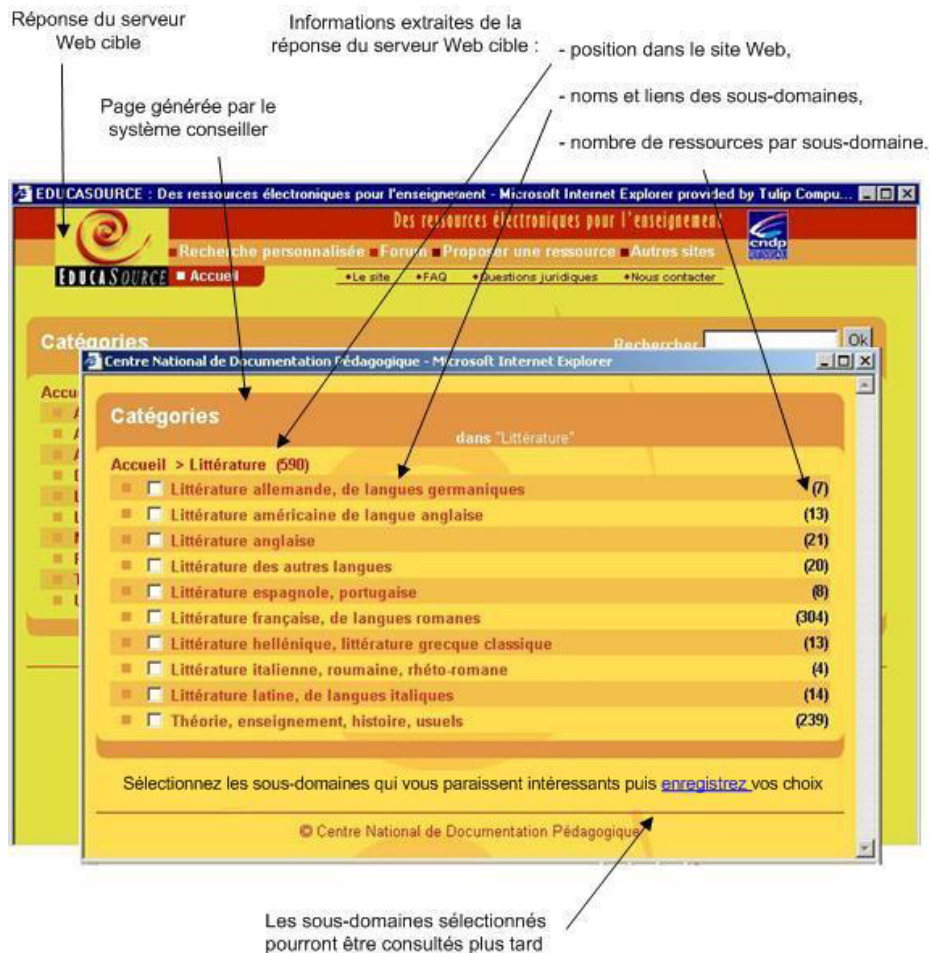 Réponse du serveur
Web cible
Informations extraites de la
réponse du serveur Web cible :
- position dans le site Web,
- noms et liens des sous-domaines,
- nombre de ressources par sous-domaine.
Page générée par le
système conseiller
EDUCASOURCE : Des ressources électroniques pour l'enseignement - Microsoft Internet Explorer provided by Tulip Compu...
Des ressources électroniques pour l'enseignement
Recherche personnalisée Forum Proposer une ressource Autres sites
cndp
EDUCASOURCE Accueil Le site FAQ Questions juridiques Nous contacter
Catégories Rechercher Ok
Centre National de Documentation Pédagogique - Microsoft Internet Explorer
Accu
Catégories
dans "Littérature"
Accueil > Littérature (590)
Littérature allemande, de langues germaniques (7)
Littérature américaine de langue anglaise (13)
Littérature anglaise (21)
Littérature des autres langues (20)
Littérature espagnole, portugaise (8)
Littérature française, de langues romanes (304)
Littérature hellénique, littérature grecque classique (13)
Littérature italienne, roumaine, rhéto-romane (4)
Littérature latine, de langues italiques (14)
Théorie, enseignement, histoire, usuels (239)
Sélectionnez les sous-domaines qui vous paraissent intéressants puis enregistrez vos choix
© Centre National de Documentation Pédagogique
Les sous-domaines sélectionnés
pourront être consultés plus tard